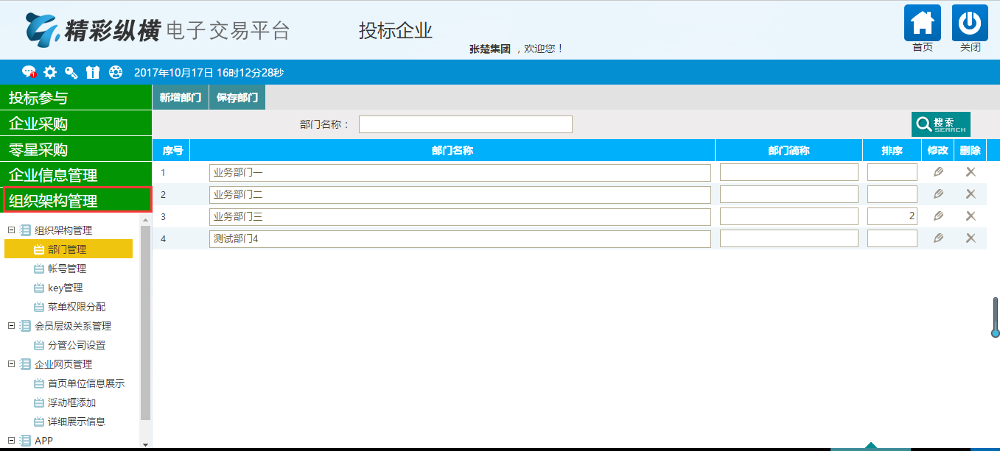 精彩纵横 电子交易平台
投标企业
张楚集团 ，欢迎您！
首页
关闭
2017年10月17日 16时12分28秒
投标参与
企业采购
零星采购
企业信息管理
组织架构管理
组织架构管理
部门管理
帐号管理
key管理
菜单权限分配
会员层级关系管理
分管公司设置
企业网页管理
首页单位信息展示
浮动框添加
详细展示信息
APP
新增部门 保存部门
部门名称：
搜索
SEARCH
序号 部门名称 部门简称 排序 修改 删除
1 业务部门一
2 业务部门二
3 业务部门三 2
4 测试部门4